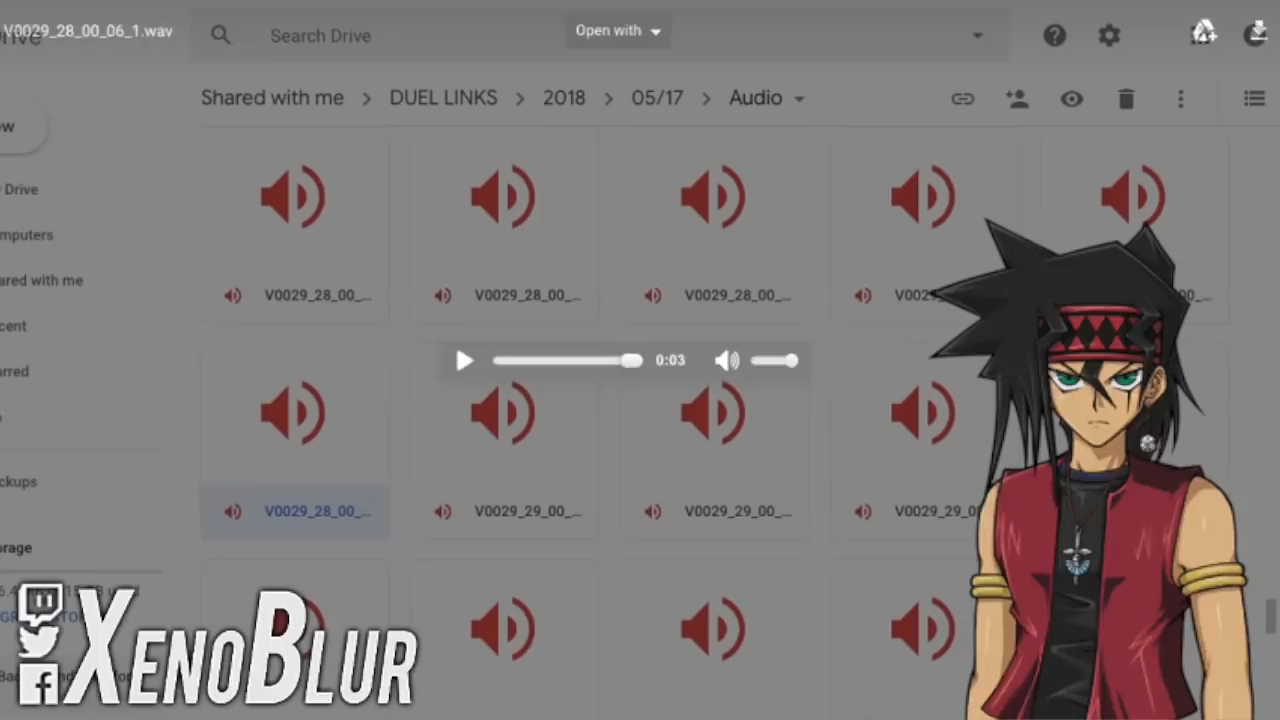 V0029_28_00_06_1.wav
Search Drive
Open with
Shared with me > DUEL LINKS > 2018 > 05/17 > Audio
ew
Drive
mputers
ared with me
cent
arred
ckups
orage
V0029_28_00_...
V0029_28_00_...
V0029_28_00_...
0:03
V0029_28_00_...
V0029_29_00_...
V0029_29_00_...
XENOBLUR